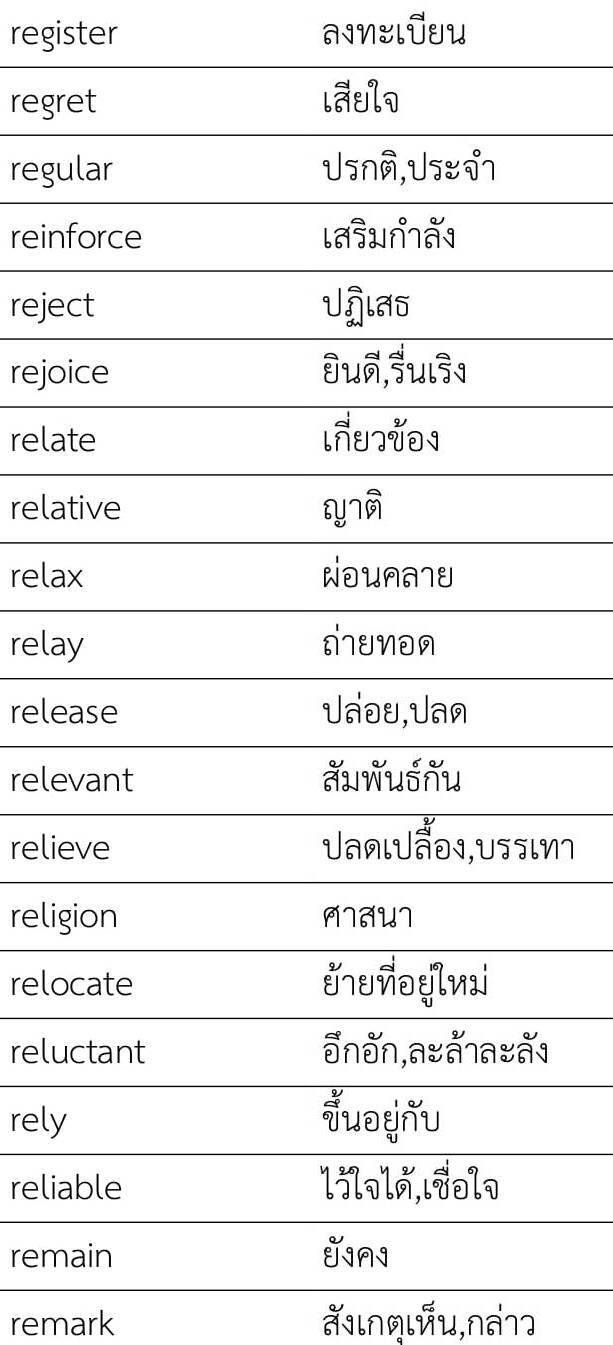 register ลงทะเบียน
regret เสียใจ
regular ปรกติ,ประจำ
reinforce เสริมกำลัง
reject ปฏิเสธ
rejoice ยินดี,รื่นเริง
relate เกี่ยวข้อง
relative ญาติ
relax ผ่อนคลาย
relay ถ่ายทอด
release ปล่อย,ปลด
relevant สัมพันธ์กัน
relieve ปลดเปลื้อง,บรรเทา
religion ศาสนา
relocate ย้ายที่อยู่ใหม่
reluctant อึกอัก,ละล้าละลัง
rely ขึ้นอยู่กับ
reliable ไว้ใจได้,เชื่อใจ
remain ยังคง
remark สังเกตุเห็น,กล่าว